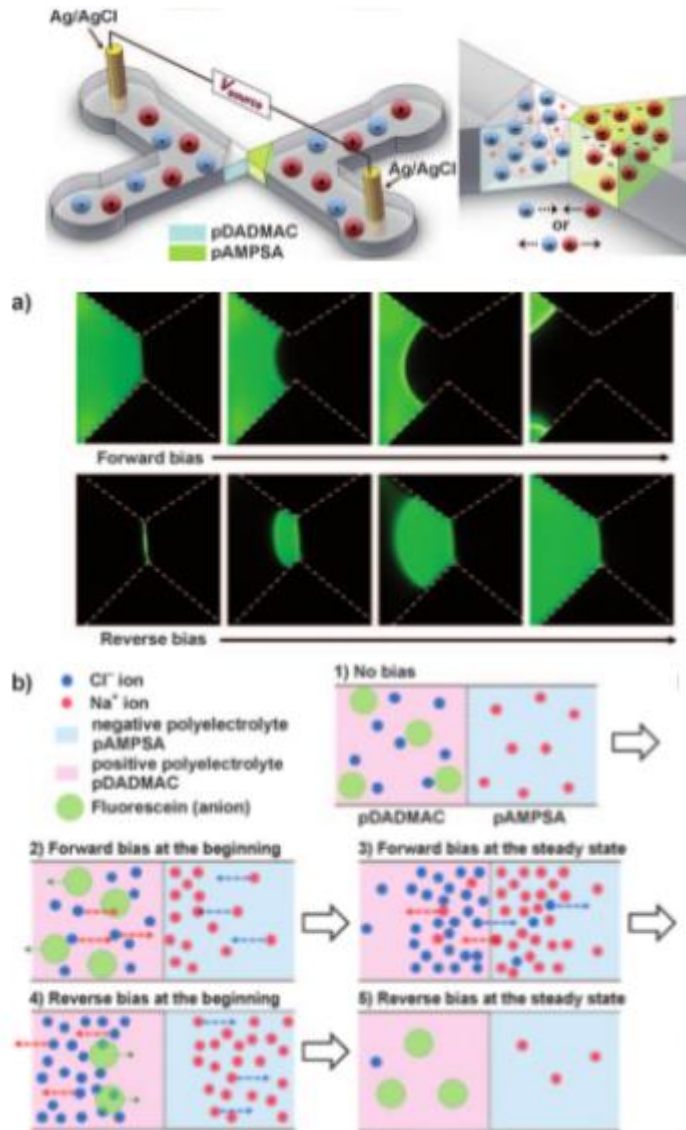 Ag/AgCl
Vsource
Ag/AgCl
pDADMAC
pAMPSA
or
a)
Forward bias
Reverse bias
b)
Cl⁻ ion
Na⁺ ion
negative polyelectrolyte
pAMPSA
positive polyelectrolyte
pDADMAC
Fluorescein (anion)
1) No bias
pDADMAC pAMPSA
2) Forward bias at the beginning
3) Forward bias at the steady state
4) Reverse bias at the beginning
5) Reverse bias at the steady state